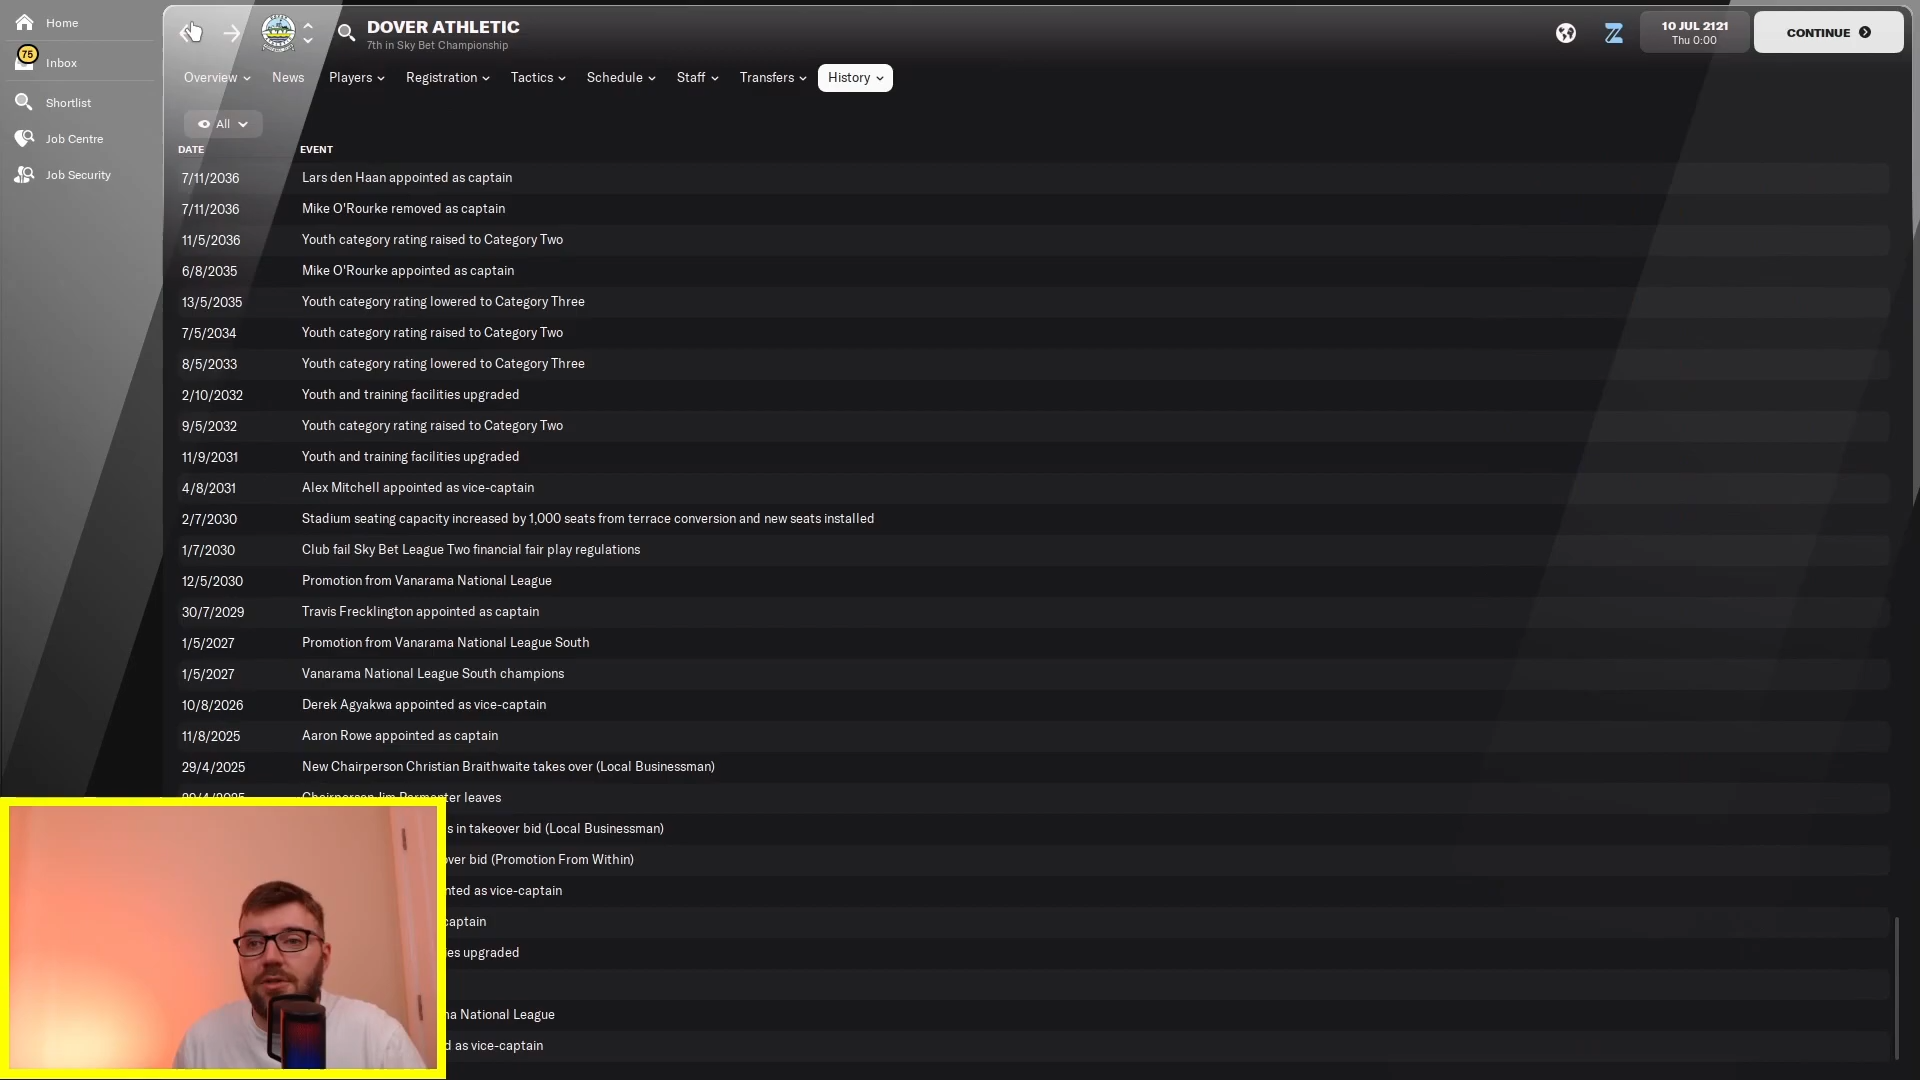 Home
75
Inbox
Shortlist
Job Centre
Job Security
DOVER ATHLETIC
7th in Sky Bet Championship
10 JUL 2121
Thu 0:00
CONTINUE
Overview
News
Players
Registration
Tactics
Schedule
Staff
Transfers
History
All
DATE EVENT
7/11/2036 Lars den Haan appointed as captain
7/11/2036 Mike O'Rourke removed as captain
11/5/2036 Youth category rating raised to Category Two
6/8/2035 Mike O'Rourke appointed as captain
13/5/2035 Youth category rating lowered to Category Three
7/5/2034 Youth category rating raised to Category Two
8/5/2033 Youth category rating lowered to Category Three
2/10/2032 Youth and training facilities upgraded
9/5/2032 Youth category rating raised to Category Two
11/9/2031 Youth and training facilities upgraded
4/8/2031 Alex Mitchell appointed as vice-captain
2/7/2030 Stadium seating capacity increased by 1,000 seats from terrace conversion and new seats installed
1/7/2030 Club fail Sky Bet League Two financial fair play regulations
12/5/2030 Promotion from Vanarama National League
30/7/2029 Travis Frecklington appointed as captain
1/5/2027 Promotion from Vanarama National League South
1/5/2027 Vanarama National League South champions
10/8/2026 Derek Agyakwa appointed as vice-captain
11/8/2025 Aaron Rowe appointed as captain
29/4/2025 New Chairperson Christian Braithwaite takes over (Local Businessman)
29/4/2025 Chairperson Jim Parmenter leaves
s in takeover bid (Local Businessman)
over bid (Promotion From Within)
nted as vice-captain
captain
es upgraded
na National League
d as vice-captain